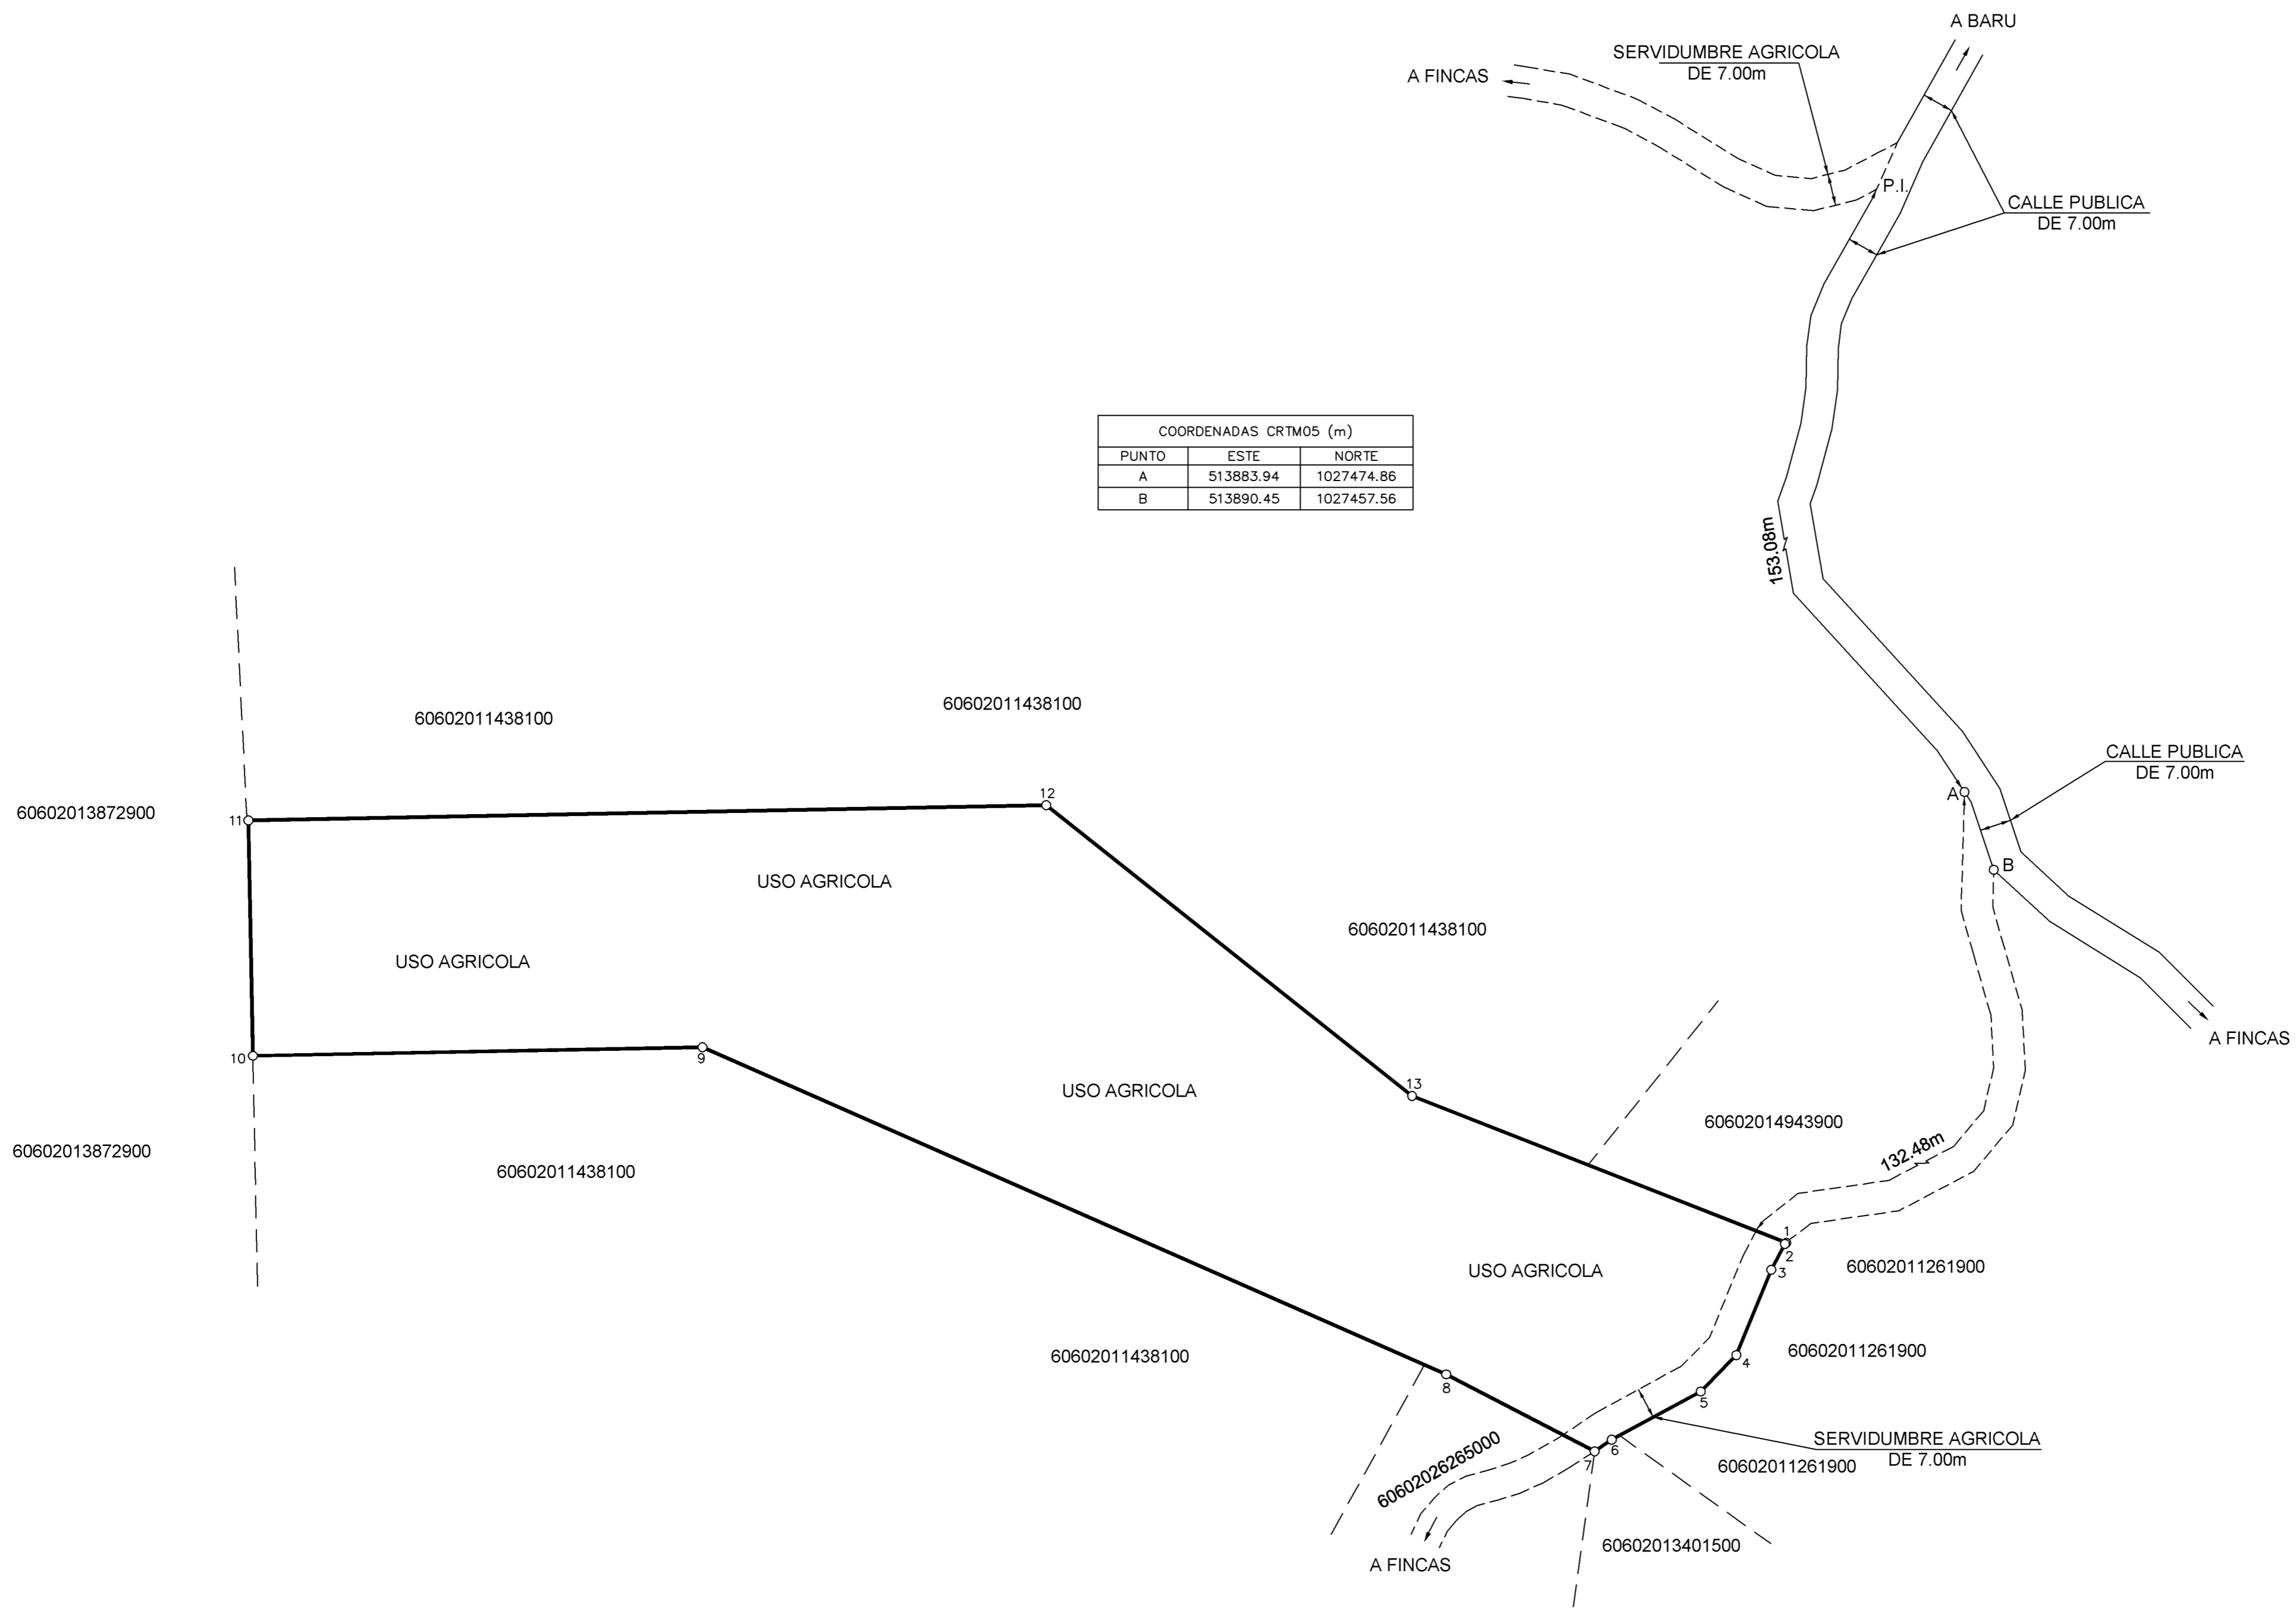 A BARU
SERVIDUMBRE AGRICOLA
DE 7.00m
A FINCAS
P.I.
CALLE PUBLICA
DE 7.00m
COORDENADAS CRTM05 (m)
PUNTO ESTE NORTE
A 513883.94 1027474.86
B 513890.45 1027457.56
153.08m
60602011438100
60602011438100
CALLE PUBLICA
DE 7.00m
A
12
60602013872900
11
B
USO AGRICOLA
60602011438100
USO AGRICOLA
A FINCAS
10
9
13
USO AGRICOLA
60602014943900
132.48m
60602013872900
60602011438100
1
2
3
60602011261900
USO AGRICOLA
60602011438100
60602011261900
4
8
5
SERVIDUMBRE AGRICOLA
DE 7.00m
6
7
60602026265000
60602011261900
60602013401500
A FINCAS